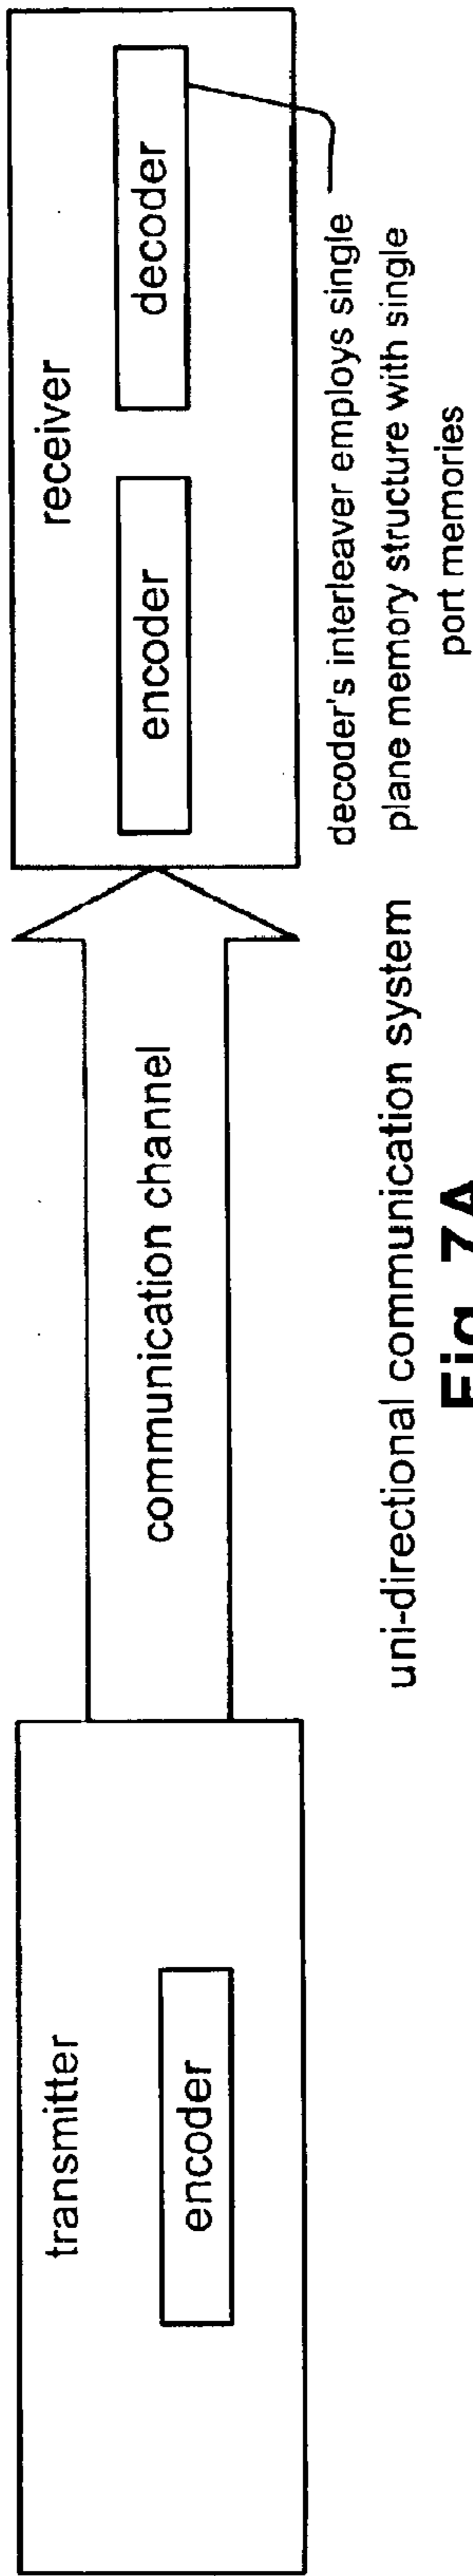 transmitter
encoder
communication channel
receiver
encoder
decoder
decoder's interleaver employs single
plane memory structure with single
port memories
uni-directional communication system
Fig. 7A